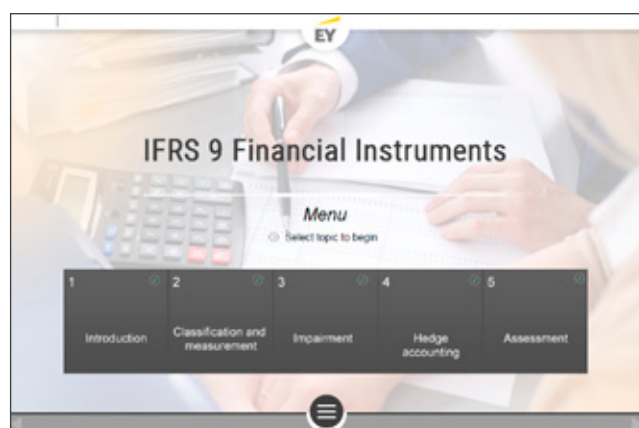 EY
IFRS 9 Financial Instruments
Menu
Select topic to begin
1
2
3
4
5
Introduction
Classification and
measurement
Impairment
Hedge
accounting
Assessment